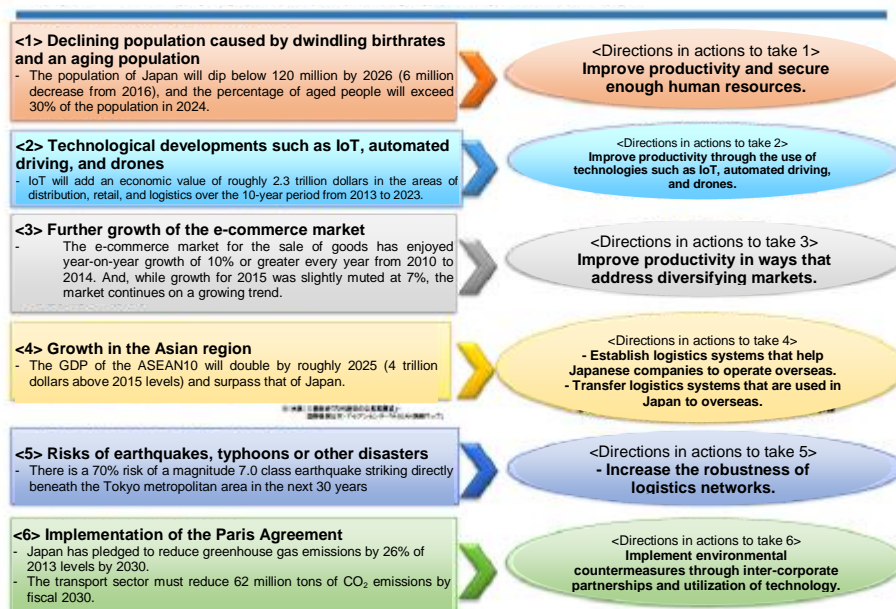 <1> Declining population caused by dwindling birthrates
and an aging population
- The population of Japan will dip below 120 million by 2026 (6 million
decrease from 2016), and the percentage of aged people will exceed
30% of the population in 2024.
<Directions in actions to take 1>
Improve productivity and secure
enough human resources.
<2> Technological developments such as IoT, automated
driving, and drones
- IoT will add an economic value of roughly 2.3 trillion dollars in the areas of
distribution, retail, and logistics over the 10-year period from 2013 to 2023.
<Directions in actions to take 2>
Improve productivity through the use of
technologies such as IoT, automated driving,
and drones.
<3> Further growth of the e-commerce market
- The e-commerce market for the sale of goods has enjoyed
year-on-year growth of 10% or greater every year from 2010 to
2014. And, while growth for 2015 was slightly muted at 7%, the
market continues on a growing trend.
<Directions in actions to take 3>
Improve productivity in ways that
address diversifying markets.
<4> Growth in the Asian region
- The GDP of the ASEAN10 will double by roughly 2025 (4 trillion
dollars above 2015 levels) and surpass that of Japan.
<Directions in actions to take 4>
- Establish logistics systems that help
Japanese companies to operate overseas.
- Transfer logistics systems that are used in
Japan to overseas.
<5> Risks of earthquakes, typhoons or other disasters
- There is a 70% risk of a magnitude 7.0 class earthquake striking directly
beneath the Tokyo metropolitan area in the next 30 years
<Directions in actions to take 5>
- Increase the robustness of
logistics networks.
<6> Implementation of the Paris Agreement
- Japan has pledged to reduce greenhouse gas emissions by 26% of
2013 levels by 2030.
- The transport sector must reduce 62 million tons of CO₂ emissions by
fiscal 2030.
<Directions in actions to take 6>
Implement environmental
countermeasures through inter-corporate
partnerships and utilization of technology.